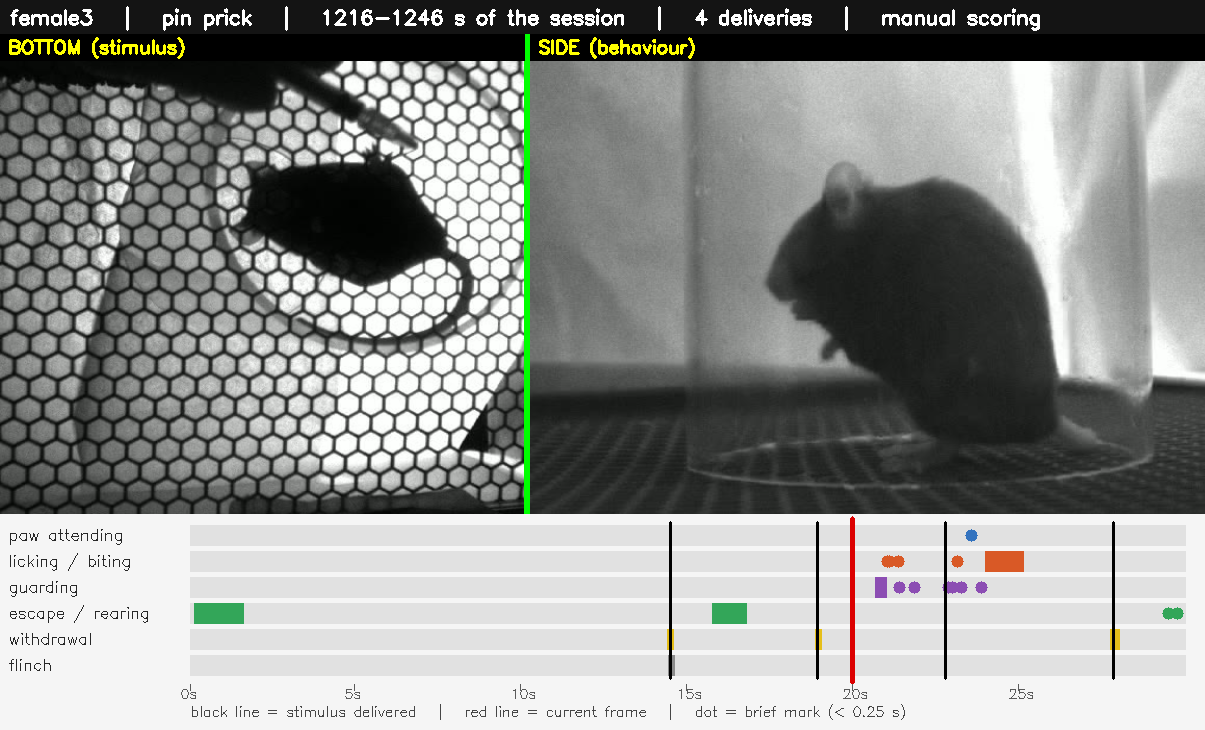 female3 | pin prick | 1216-1246 s of the session | 4 deliveries | manual scoring
BOTTOM (stimulus)
SIDE (behaviour)
paw attending
licking / biting
guarding
escape / rearing
withdrawal
flinch
0s 5s 10s 15s 20s 25s
black line = stimulus delivered | red line = current frame | dot = brief mark (< 0.25 s)